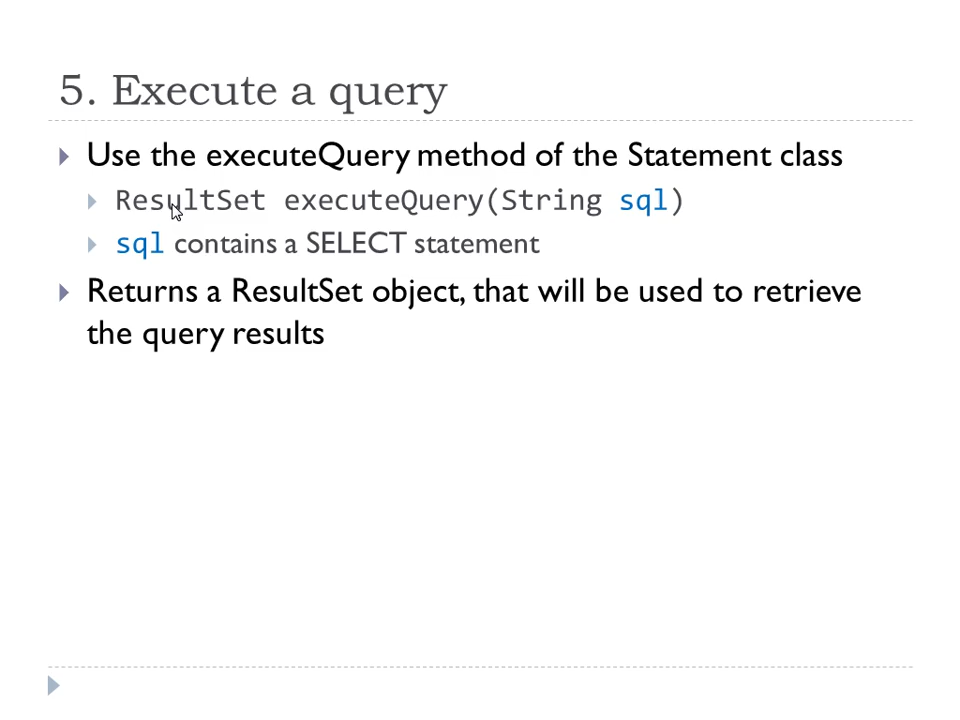 5. Execute a query
Use the executeQuery method of the Statement class
ResultSet executeQuery(String sql)
sql contains a SELECT statement
Returns a ResultSet object, that will be used to retrieve
the query results